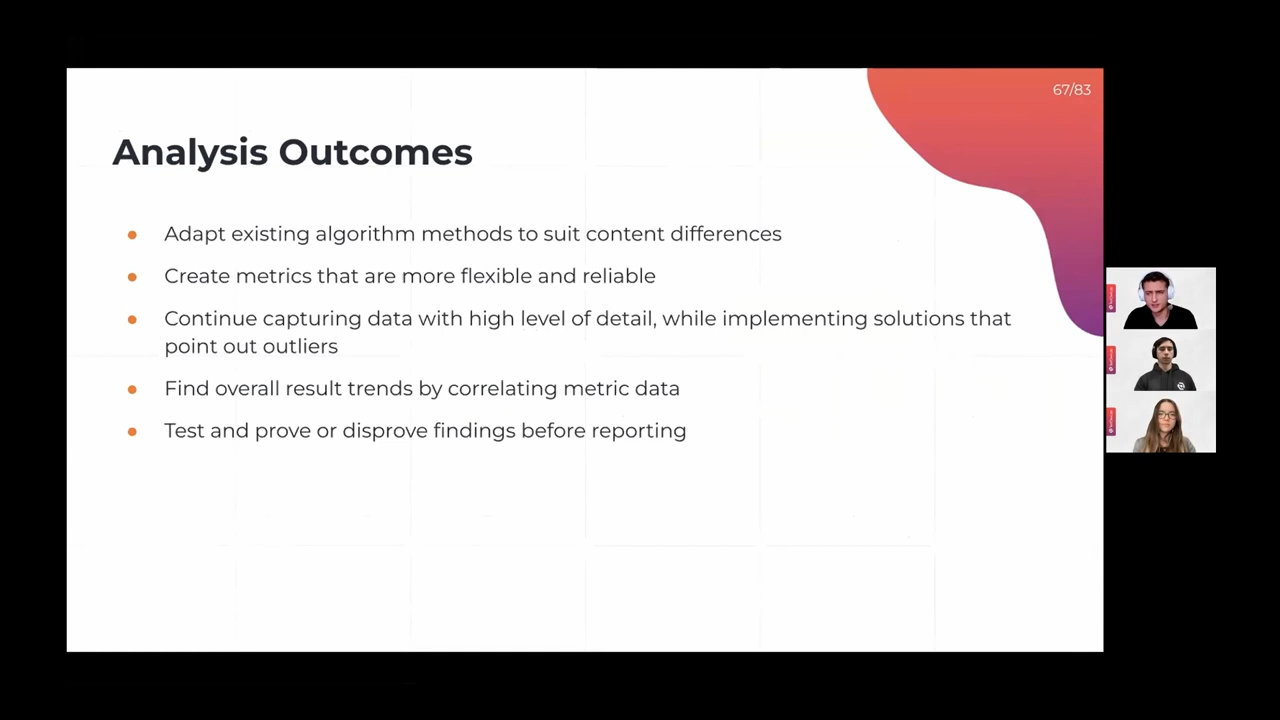 67/83
Analysis Outcomes
Adapt existing algorithm methods to suit content differences
Create metrics that are more flexible and reliable
Continue capturing data with high level of detail, while implementing solutions that
point out outliers
Find overall result trends by correlating metric data
Test and prove or disprove findings before reporting